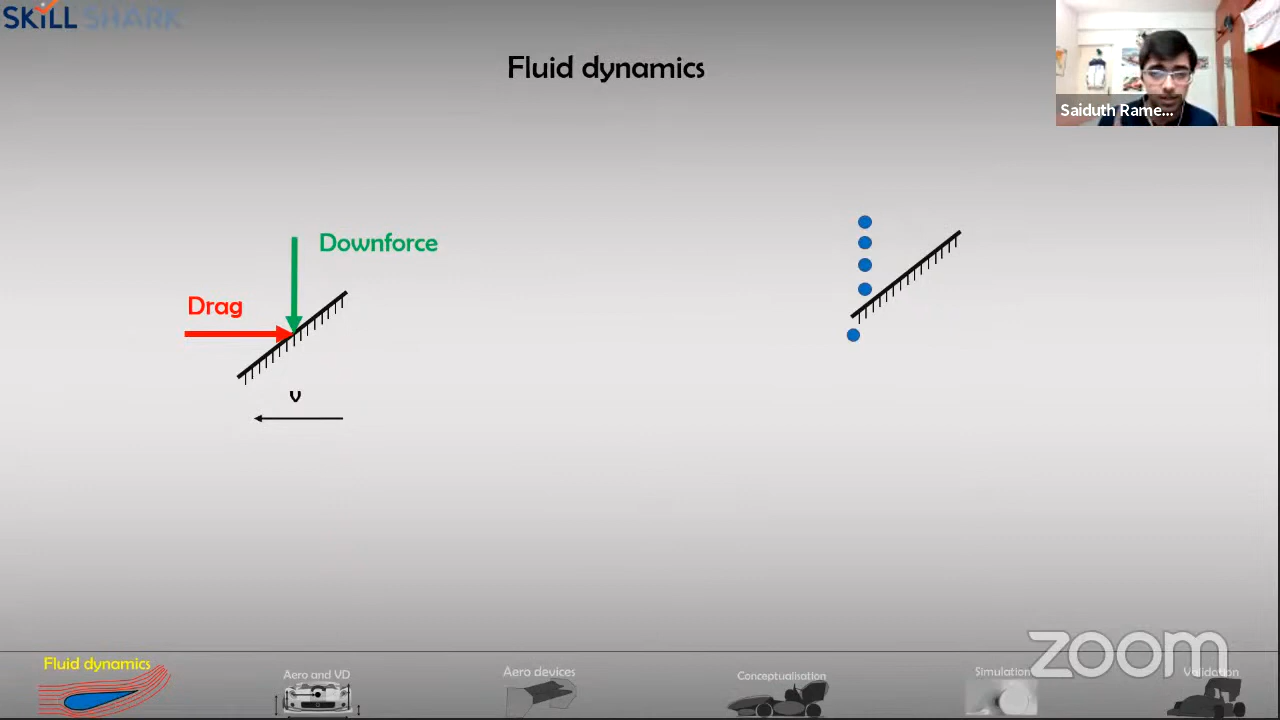 SKILL SHARK
Fluid dynamics
Saiduth Rame...
Downforce
Drag
v
zoom
Fluid dynamics
Aero and VD
Aero devices
Conceptualisation
Simulation
Validation